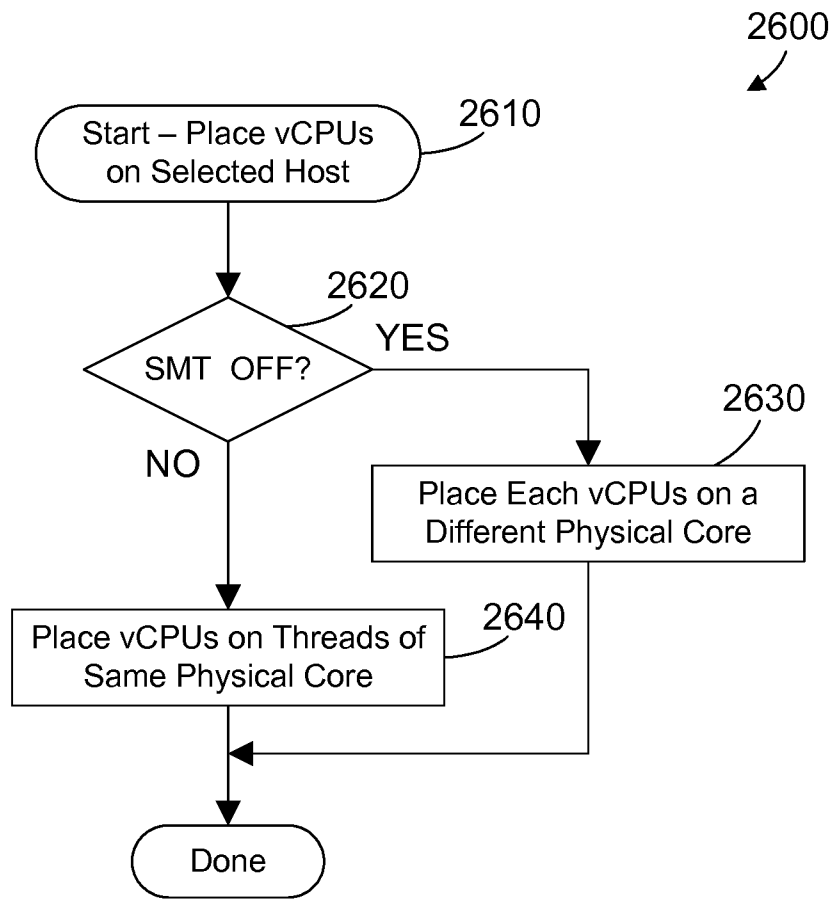 2600
Start – Place vCPUs
on Selected Host
2610
2620
SMT OFF?
YES
NO
2630
Place Each vCPUs on a
Different Physical Core
2640
Place vCPUs on Threads of
Same Physical Core
Done